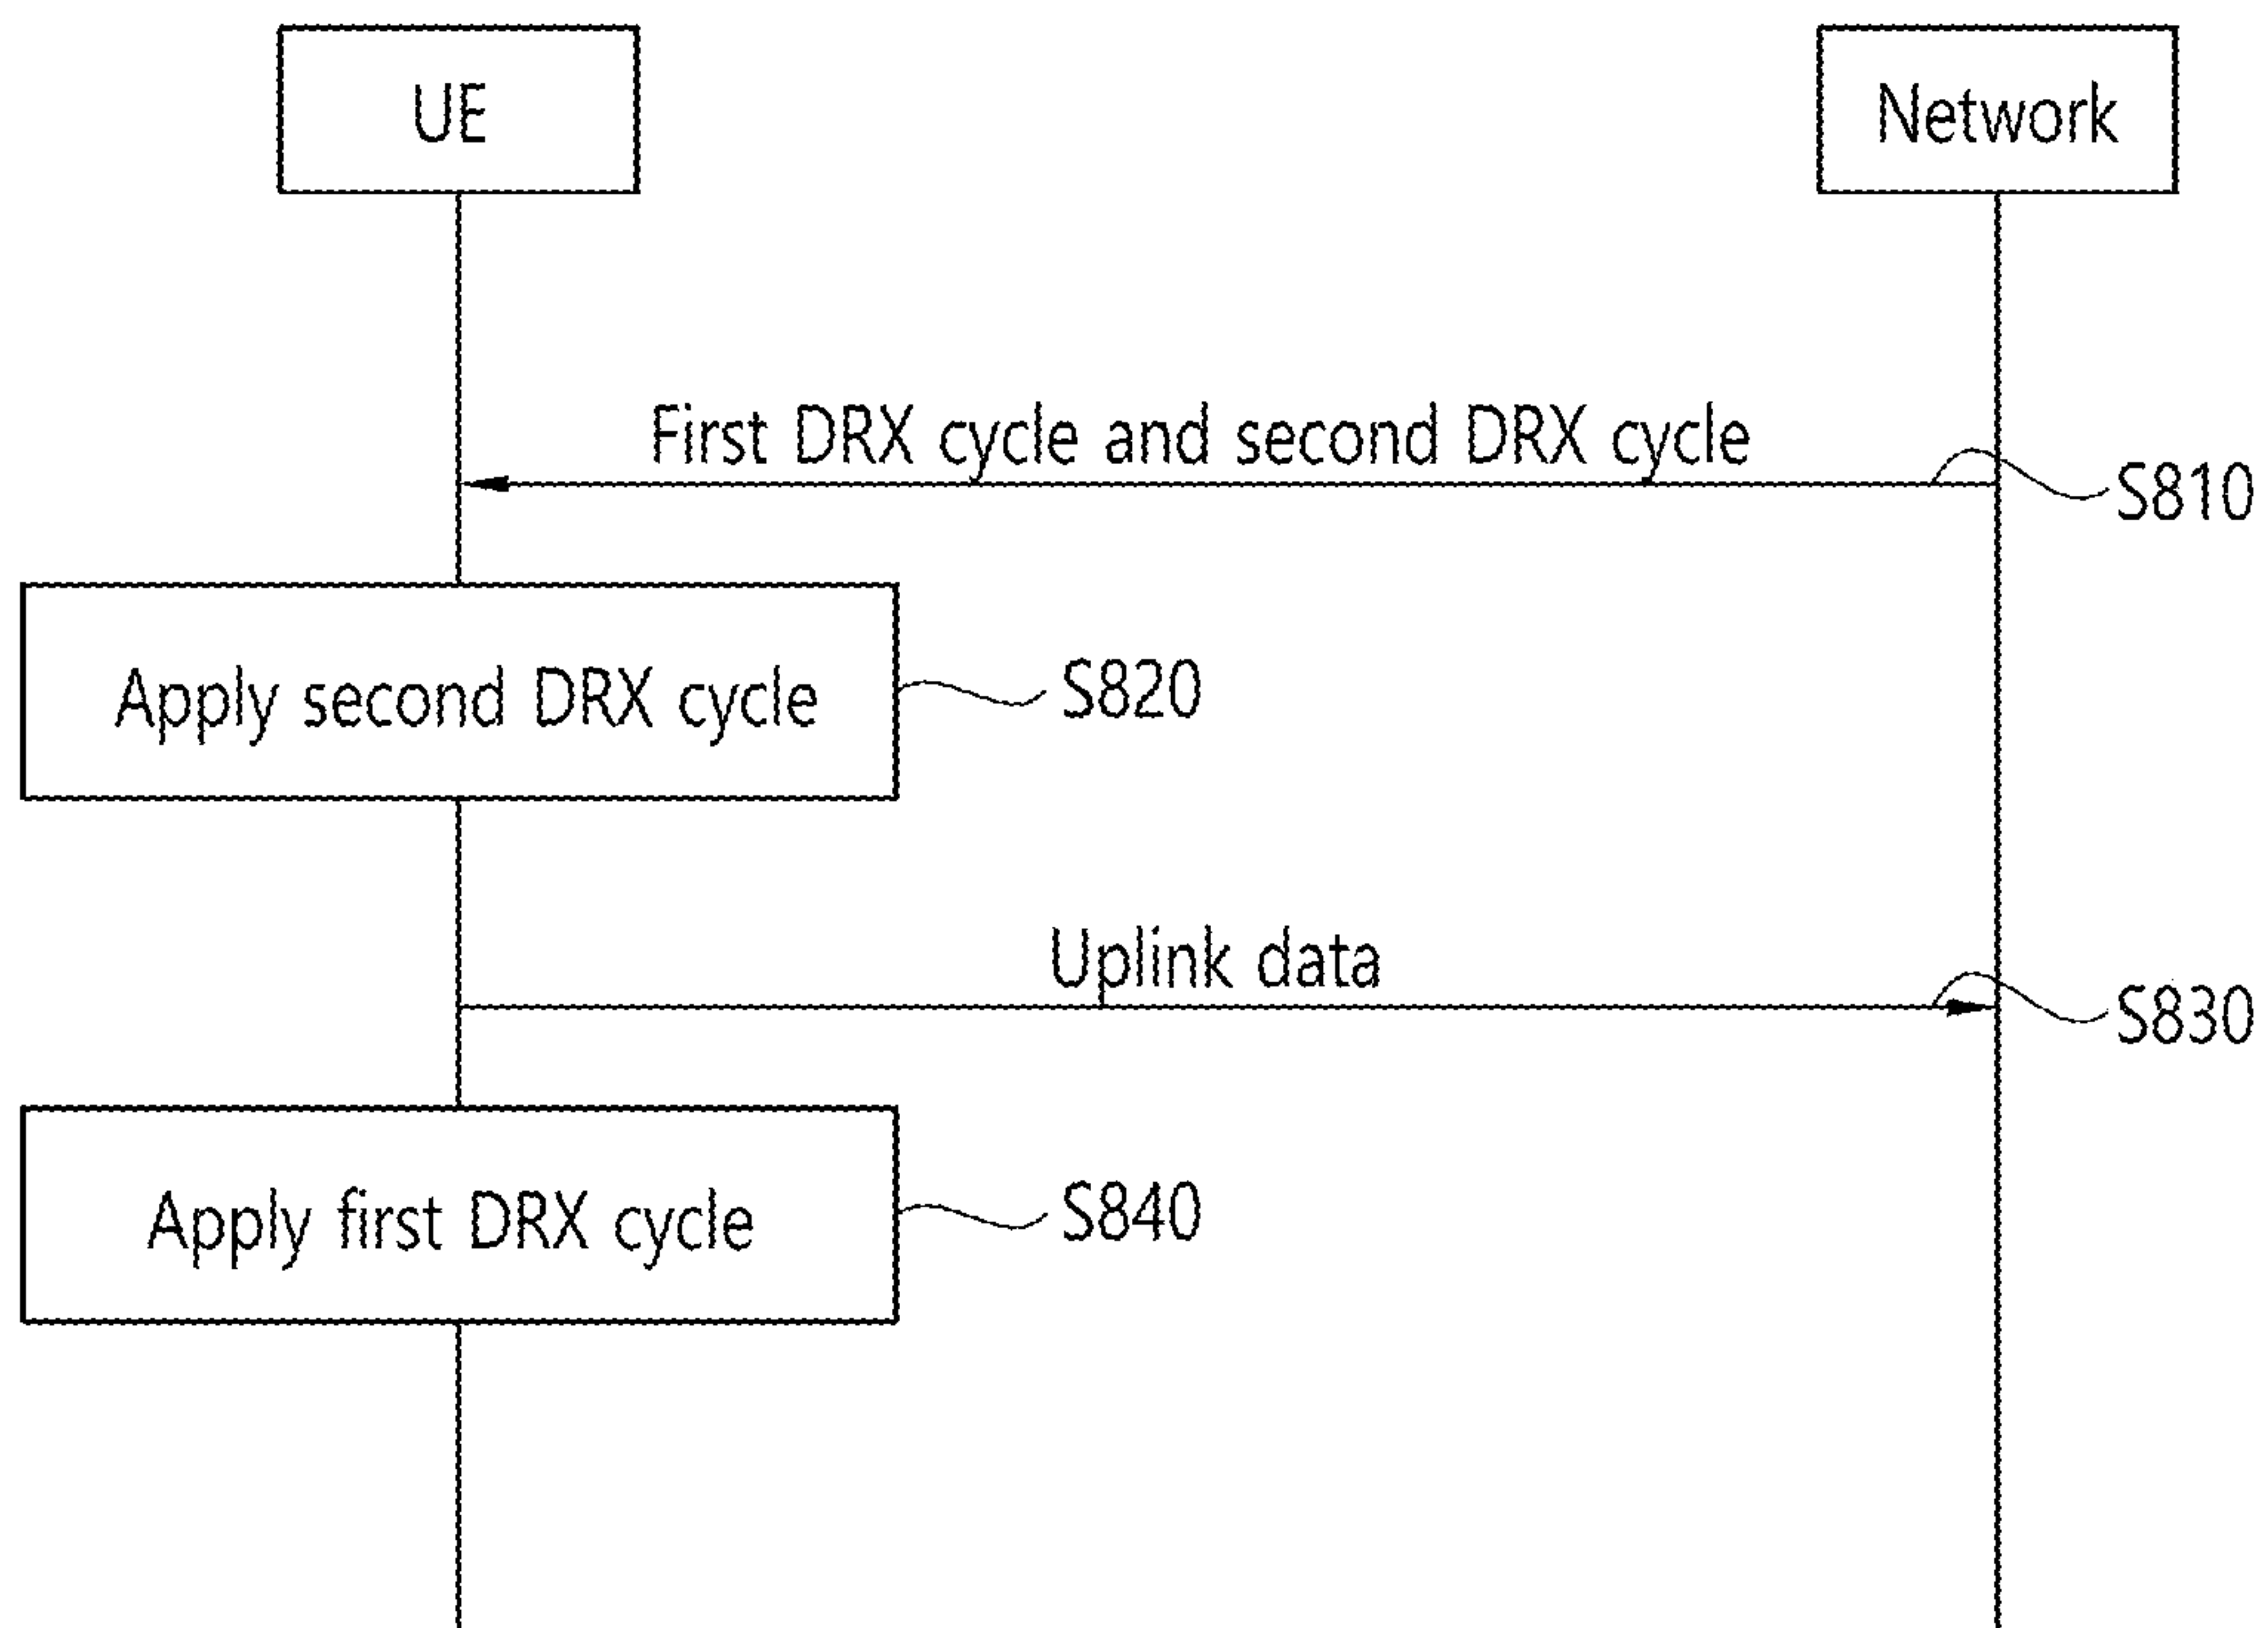 UE
Network
First DRX cycle and second DRX cycle
S810
Apply second DRX cycle
S820
Uplink data
S830
Apply first DRX cycle
S840